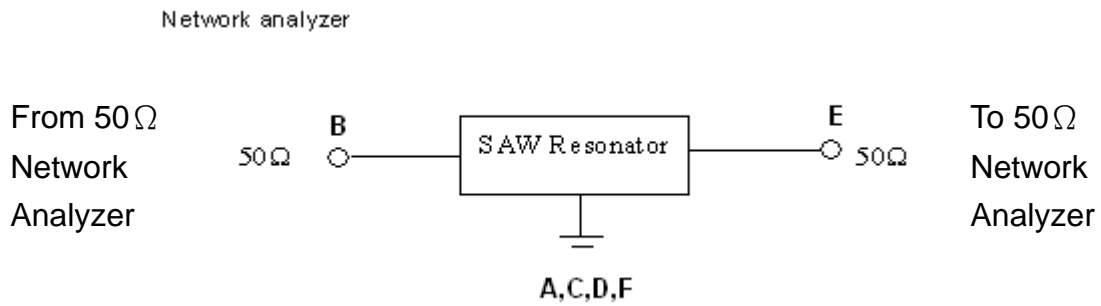 Network analyzer
From 50Ω
Network
Analyzer
50Ω
B
SAW Resonator
E
50Ω
To 50Ω
Network
Analyzer
A,C,D,F